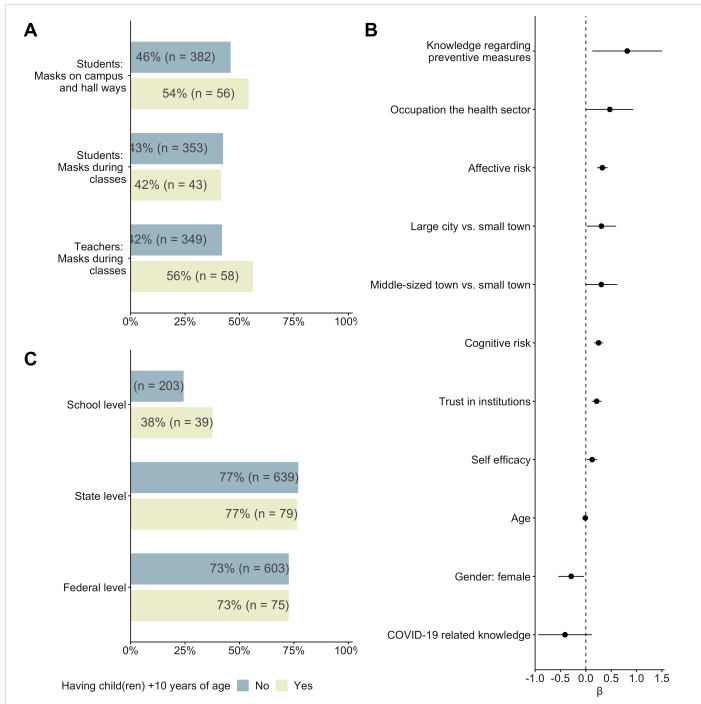 A
Students:
Masks on campus
and hall ways
46% (n = 382)
54% (n = 56)
Students:
Masks during
classes
43% (n = 353)
42% (n = 43)
Teachers:
Masks during
classes
42% (n = 349)
56% (n = 58)
0% 25% 50% 75% 100%
B
Knowledge regarding
preventive measures
Occupation the health sector
Affective risk
Large city vs. small town
Middle-sized town vs. small town
Cognitive risk
Trust in institutions
Self efficacy
Age
Gender: female
COVID-19 related knowledge
-1.0 -0.5 0.0 0.5 1.0 1.5
β
C
School level
(n = 203)
38% (n = 39)
State level
77% (n = 639)
77% (n = 79)
Federal level
73% (n = 603)
73% (n = 75)
0% 25% 50% 75% 100%
Having child(ren) +10 years of age No Yes